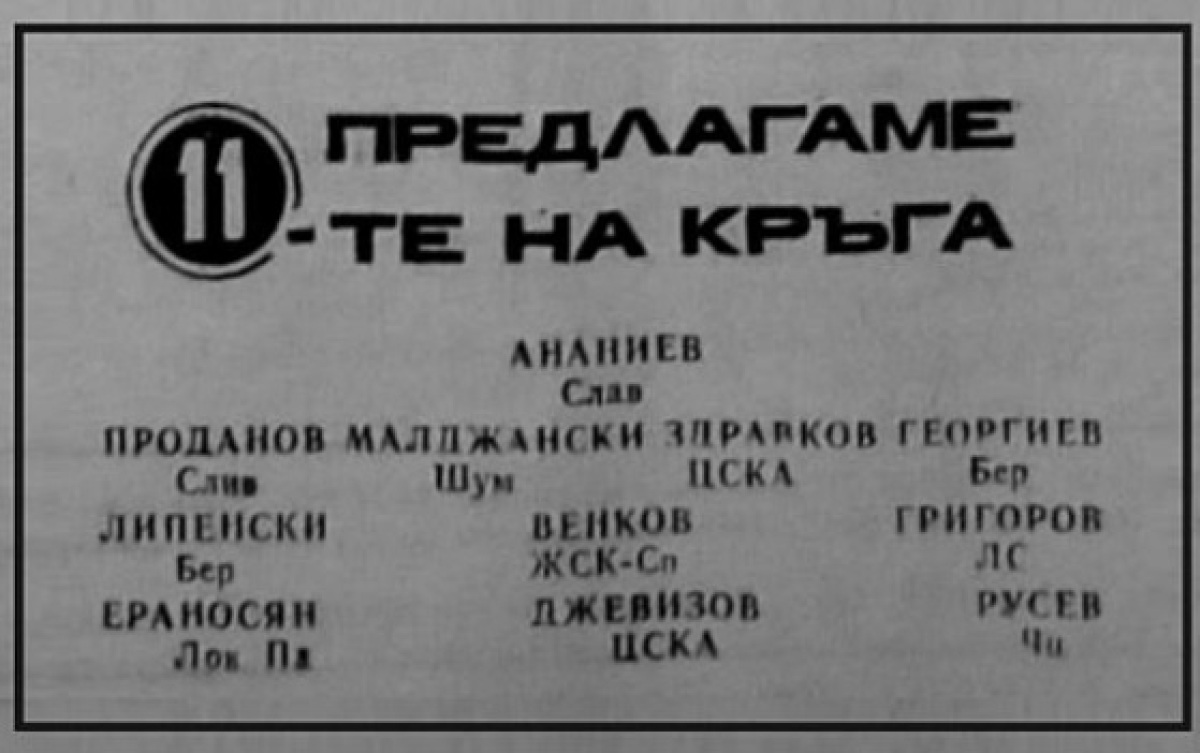 ПРЕДЛАГАМЕ
11-ТЕ НА КРЪГА
АНАНИЕВ
Слав
ПРОДАНОВ МАЛДЖАНСКИ ЗДРАВКОВ ГЕОРГИЕВ
Слив Шум ЦСКА Бер
ЛИПЕНСКИ ВЕНКОВ ГРИГОРОВ
Бер ЖСК-Сп ЛС
ЕРАНОСЯН ДЖЕВИЗОВ РУСЕВ
Лок Пд ЦСКА